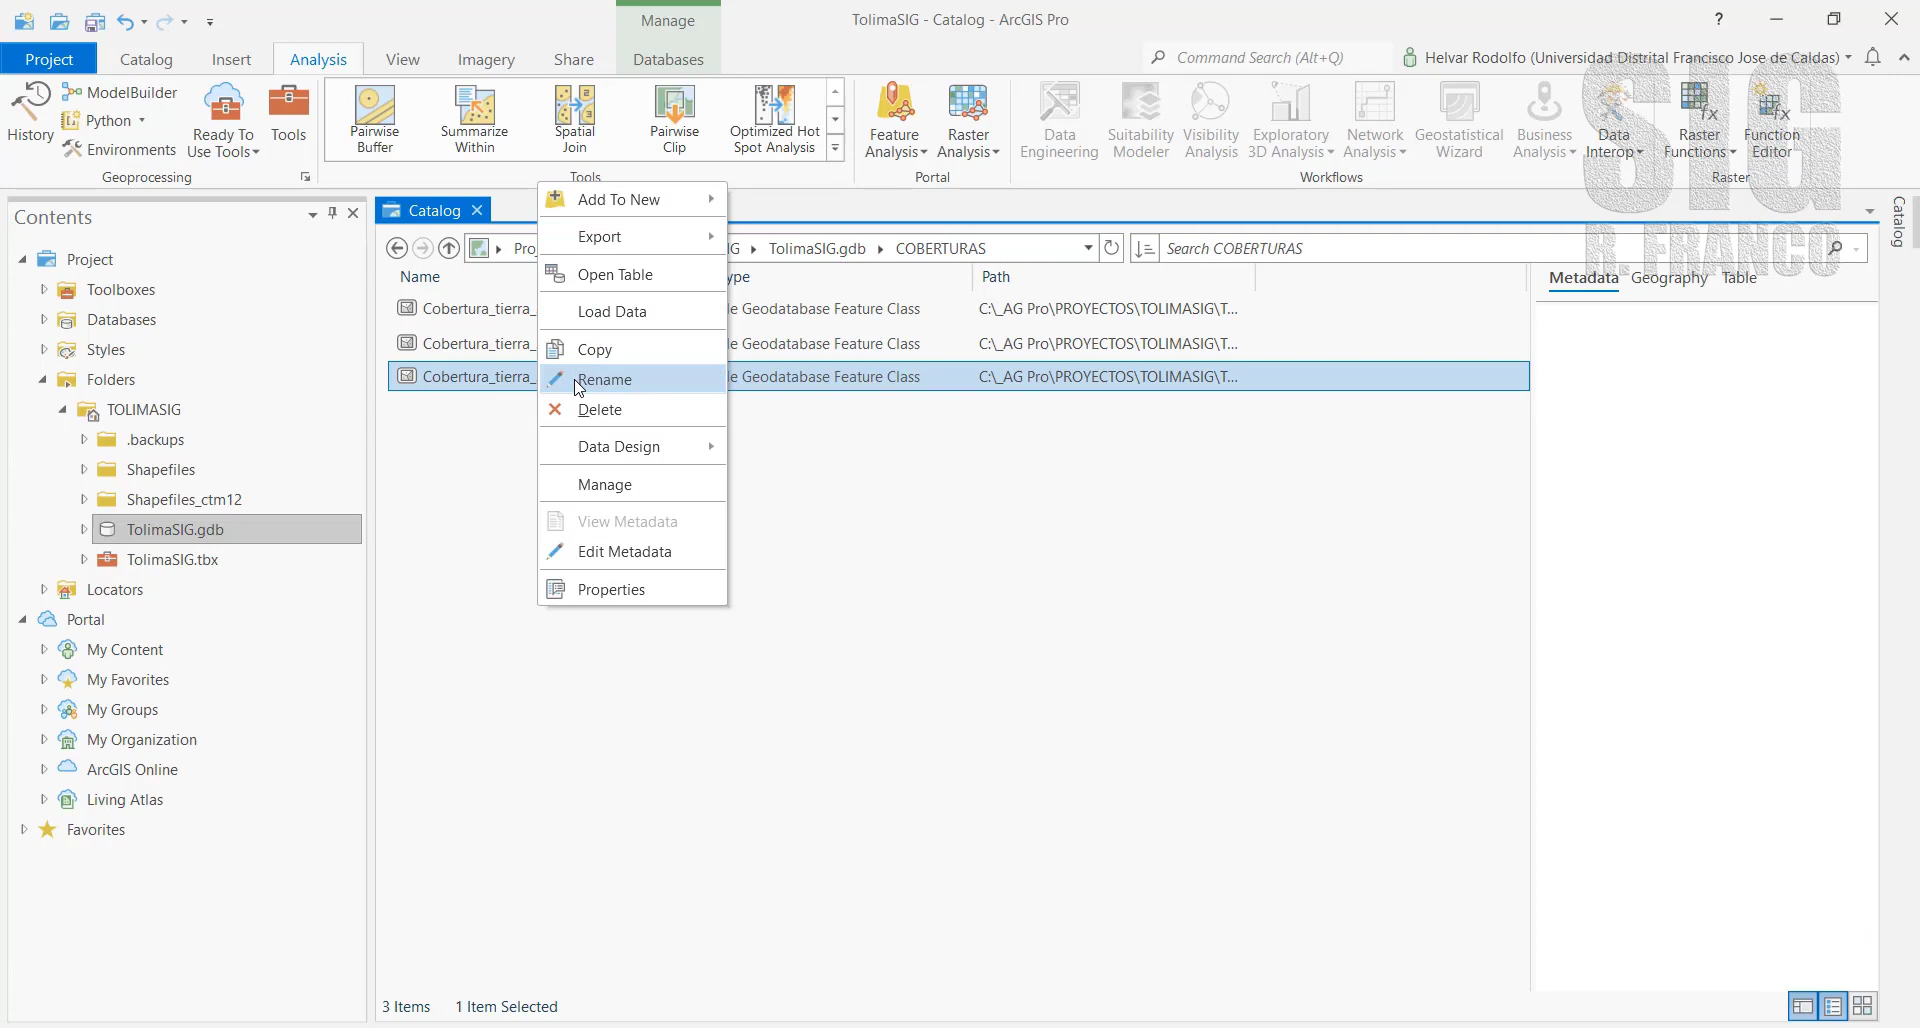 Manage
TolimaSIG - Catalog - ArcGIS Pro
?
Project
Catalog
Insert
Analysis
View
Imagery
Share
Databases
Command Search (Alt+Q)
Helvar Rodolfo (Universidad Distrital Francisco Jose de Caldas)
History
ModelBuilder
Python
Environments
Ready To
Use Tools
Tools
Geoprocessing
Pairwise
Buffer
Summarize
Within
Spatial
Join
Pairwise
Clip
Optimized Hot
Spot Analysis
Tools
Feature
Analysis
Raster
Analysis
Portal
Data
Engineering
Suitability
Modeler
Visibility
Analysis
Exploratory
3D Analysis
Network
Analysis
Geostatistical
Wizard
Business
Analysis
Data
Interop
Workflows
Raster
Functions
Function
Editor
Raster
SIG
R. FRANCO
Contents
Project
Toolboxes
Databases
Styles
Folders
TOLIMASIG
.backups
Shapefiles
Shapefiles_ctm12
TolimaSIG.gdb
TolimaSIG.tbx
Locators
Portal
My Content
My Favorites
My Groups
My Organization
ArcGIS Online
Living Atlas
Favorites
Catalog
TolimaSIG.gdb
COBERTURAS
Search COBERTURAS
Name
Path
Cobertura_tierra_
Geodatabase Feature Class
C:\_AG Pro\PROYECTOS\TOLIMASIG\T...
Cobertura_tierra_
Geodatabase Feature Class
C:\_AG Pro\PROYECTOS\TOLIMASIG\T...
Cobertura_tierra_
Geodatabase Feature Class
C:\_AG Pro\PROYECTOS\TOLIMASIG\T...
Add To New
Export
Open Table
Load Data
Copy
Rename
Delete
Data Design
Manage
View Metadata
Edit Metadata
Properties
Metadata
Geography
Table
Catalog
3 Items
1 Item Selected